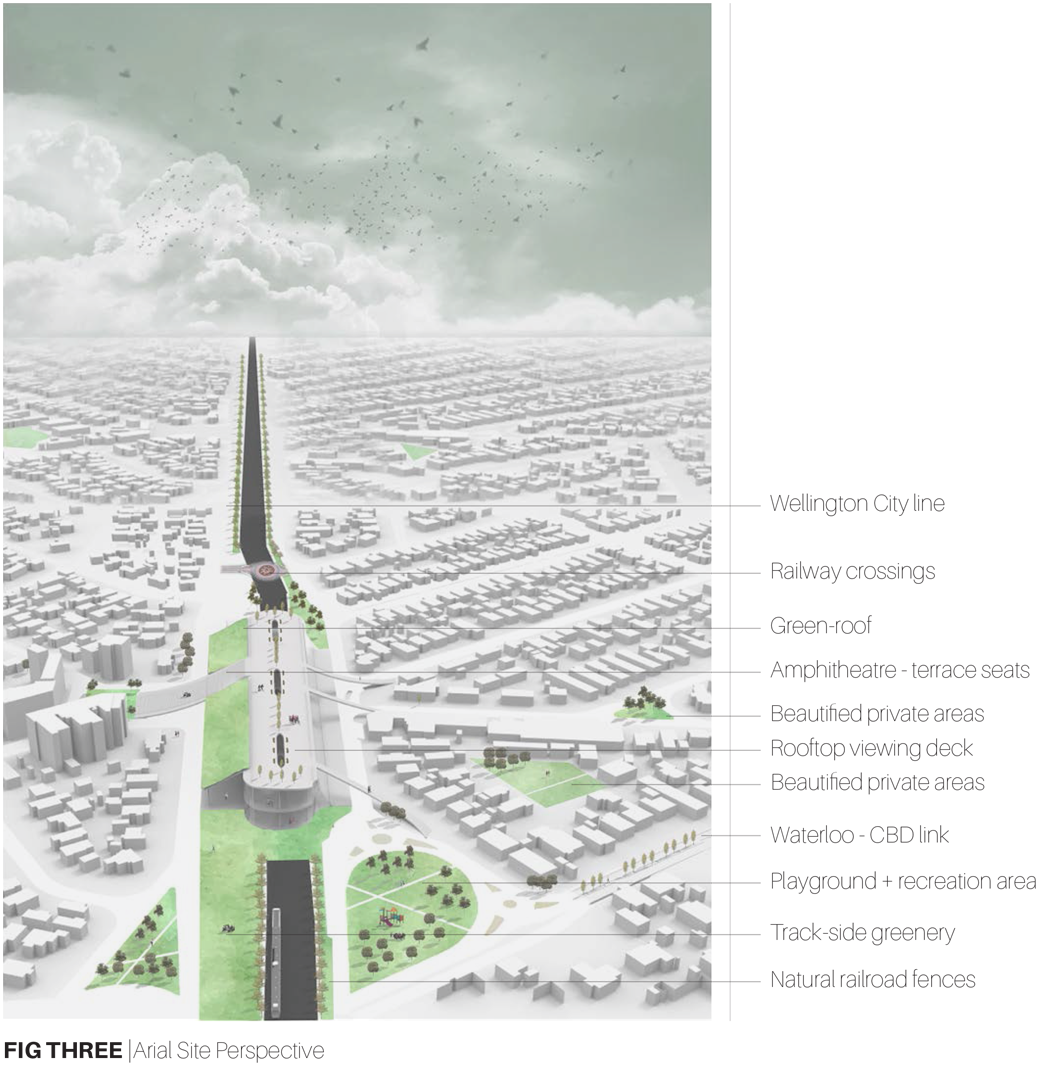 Wellington City line
Railway crossings
Green-roof
Amphitheatre - terrace seats
Beautified private areas
Rooftop viewing deck
Beautified private areas
Waterloo - CBD link
Playground + recreation area
Track-side greenery
Natural railroad fences
FIG THREE |Arial Site Perspective